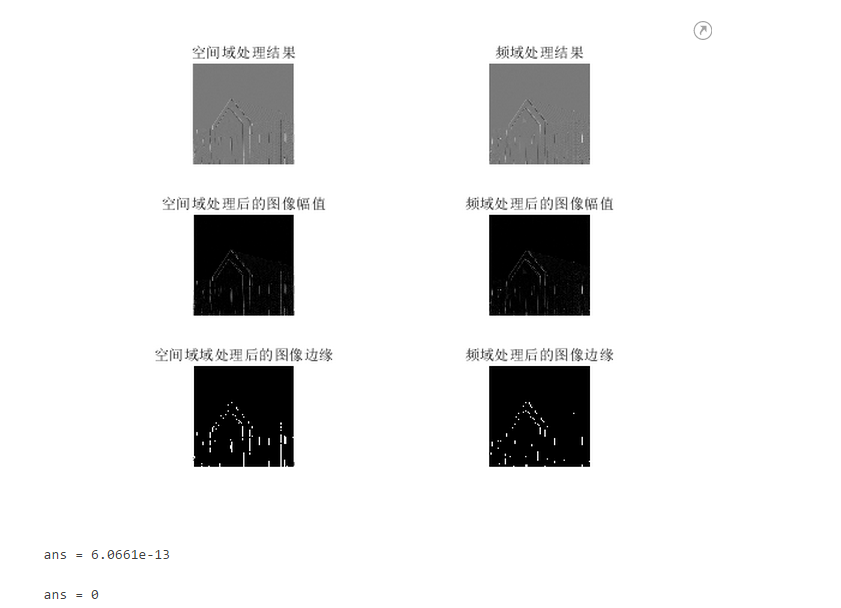 空间域处理结果
频域处理结果
空间域处理后的图像幅值
频域处理后的图像幅值
空间域域处理后的图像边缘
频域处理后的图像边缘
ans = 6.0661e-13
ans = 0